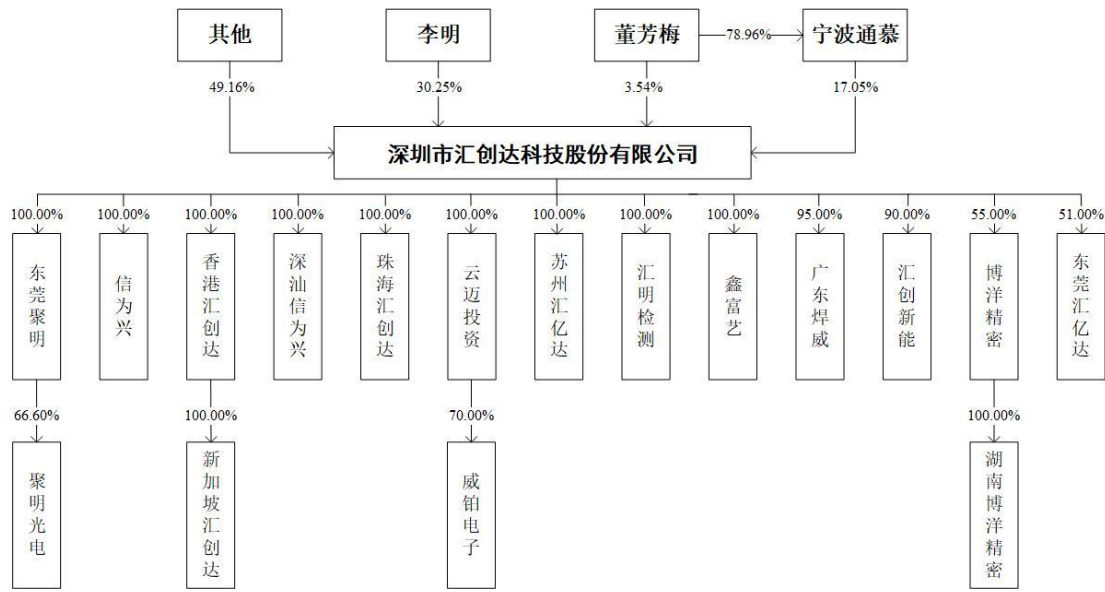 其他
李明
董芳梅
78.96%
宁波通慕
49.16%
30.25%
3.54%
17.05%
深圳市汇创达科技股份有限公司
100.00%
100.00%
100.00%
100.00%
100.00%
100.00%
100.00%
100.00%
100.00%
95.00%
90.00%
55.00%
51.00%
东莞聚明
信为兴
香港汇创达
深汕信为兴
珠海汇创达
云迈投资
苏州汇亿达
汇明检测
鑫富艺
广东焊威
汇创新能
博洋精密
东莞汇亿达
66.60%
100.00%
70.00%
100.00%
聚明光电
新加坡汇创达
威铂电子
湖南博洋精密